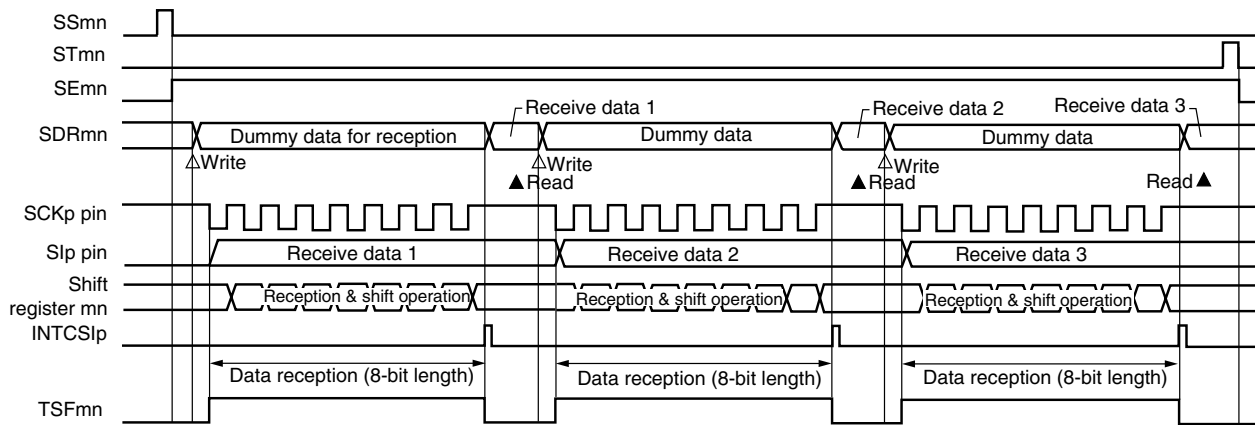 SSmn
STmn
SEmn
Receive data 1
Receive data 2
Receive data 3
SDRmn
Dummy data for reception
Dummy data
Dummy data
△Write
△Write
△Write
▲Read
▲Read
Read▲
SCKp pin
SIp pin
Receive data 1
Receive data 2
Receive data 3
Shift
register mn
Reception & shift operation
Reception & shift operation
Reception & shift operation
INTCSIp
Data reception (8-bit length)
Data reception (8-bit length)
Data reception (8-bit length)
TSFmn